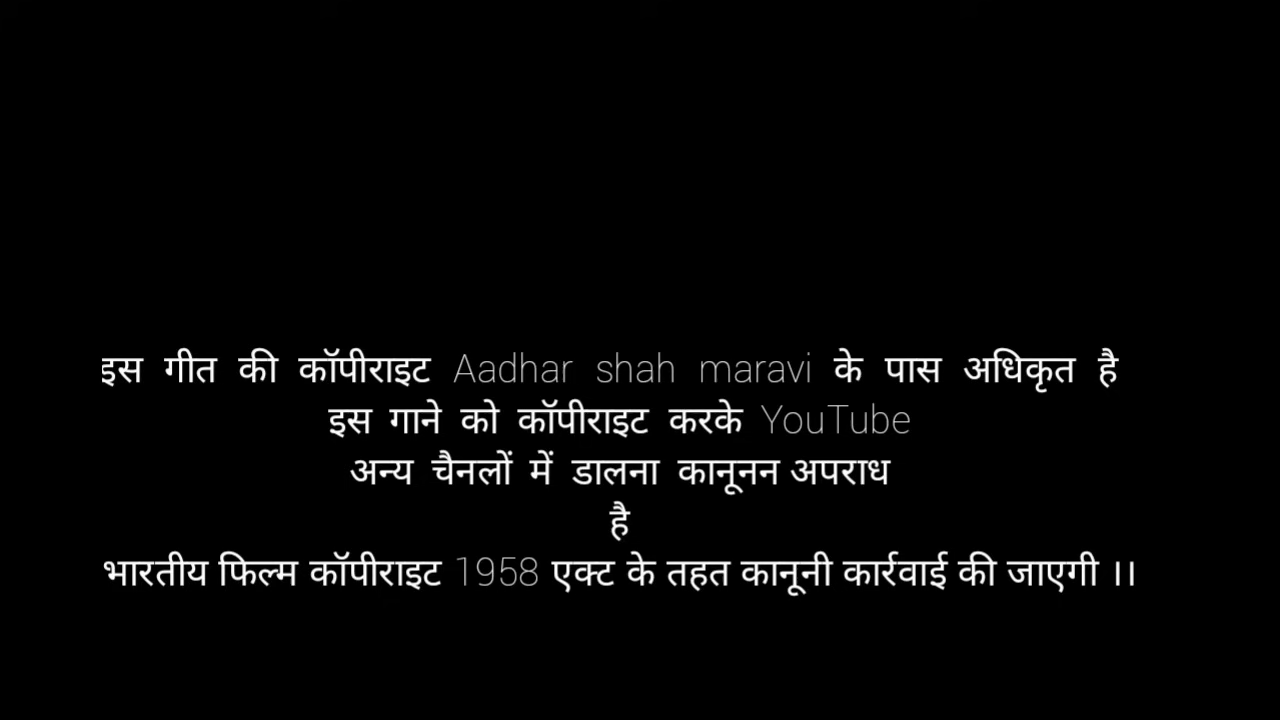 इस गीत की कॉपीराइट Aadhar shah maravi के पास अधिकृत है
इस गाने को कॉपीराइट करके YouTube
अन्य चैनलों में डालना कानूनन अपराध
है
भारतीय फिल्म कॉपीराइट 1958 एक्ट के तहत कानूनी कार्रवाई की जाएगी ।।